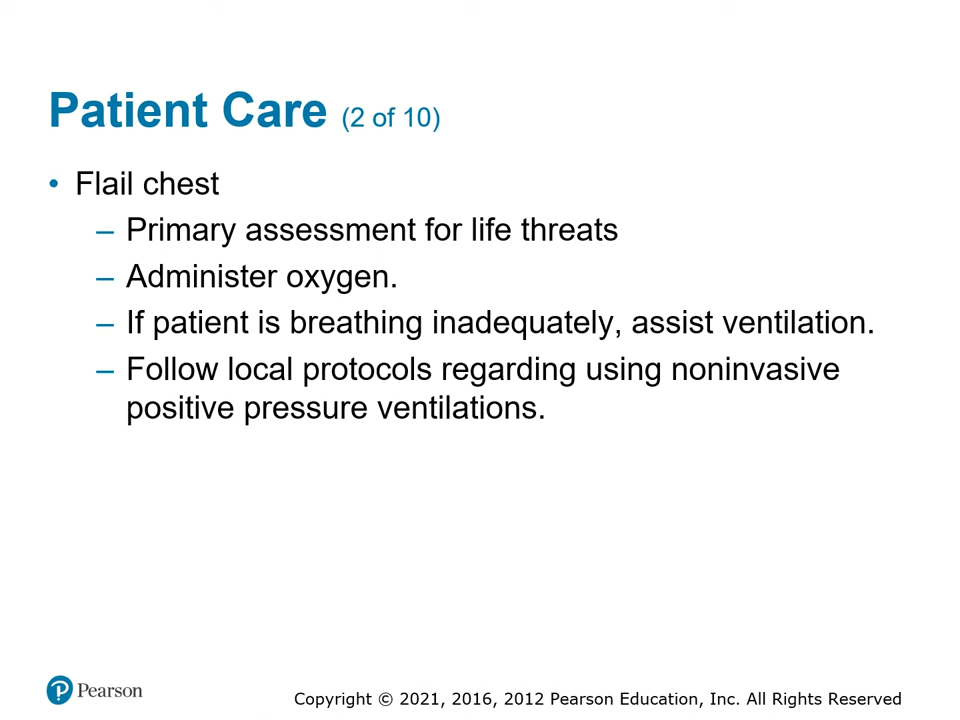 Patient Care (2 of 10)
• Flail chest
– Primary assessment for life threats
– Administer oxygen.
– If patient is breathing inadequately, assist ventilation.
– Follow local protocols regarding using noninvasive
positive pressure ventilations.
Pearson
Copyright © 2021, 2016, 2012 Pearson Education, Inc. All Rights Reserved